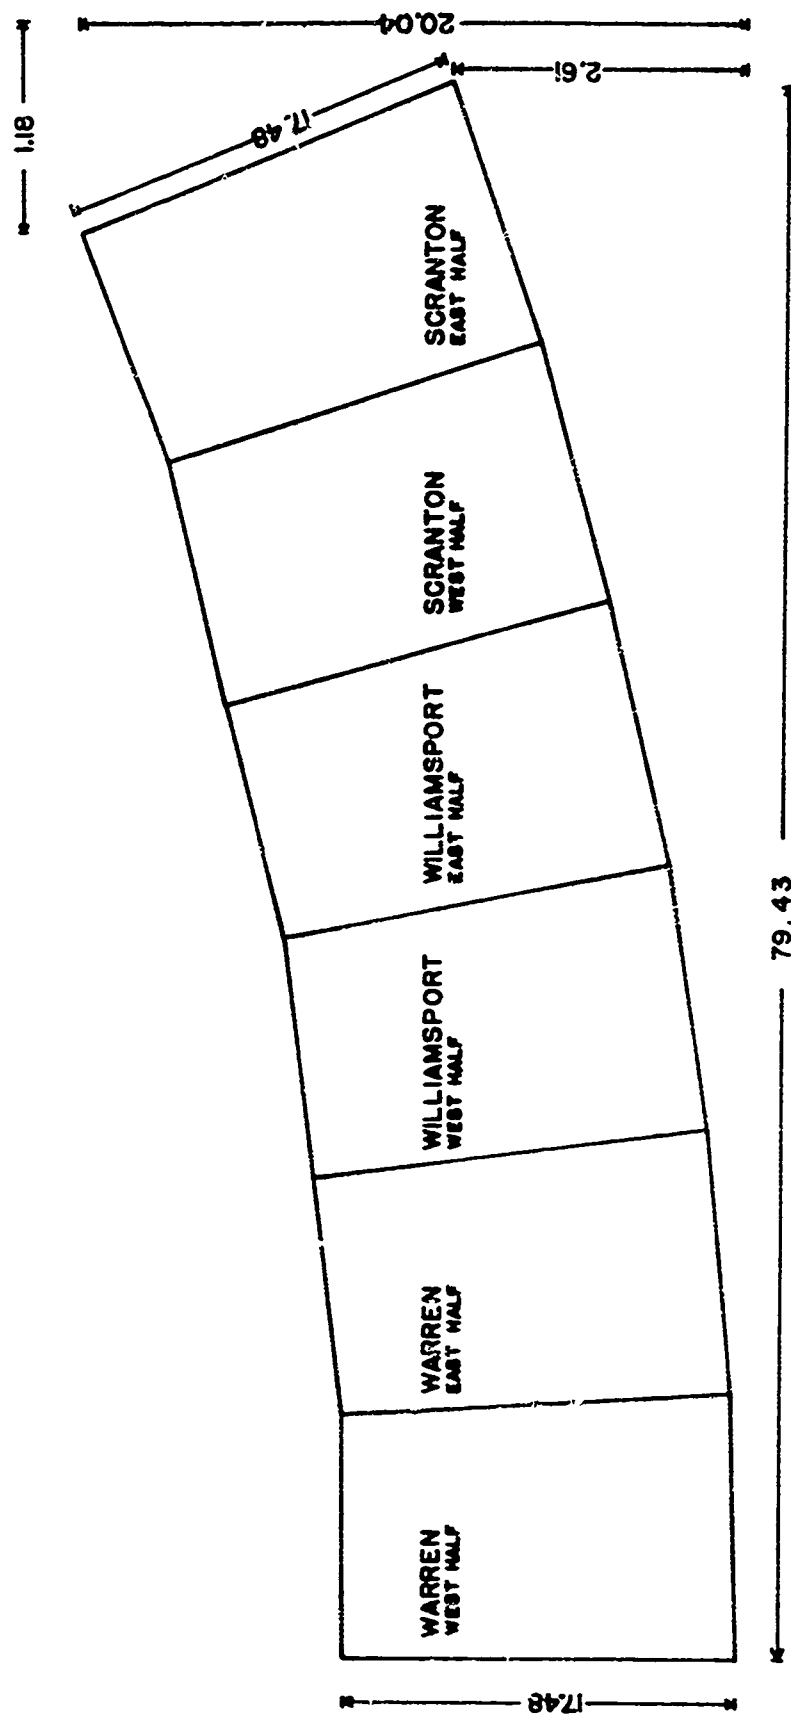 1.18
20.04
2.61
17.48
SCRANTON
EAST HALF
SCRANTON
WEST HALF
WILLIAMSPORT
EAST HALF
WILLIAMSPORT
WEST HALF
WARREN
EAST HALF
WARREN
WEST HALF
79.43
17.48